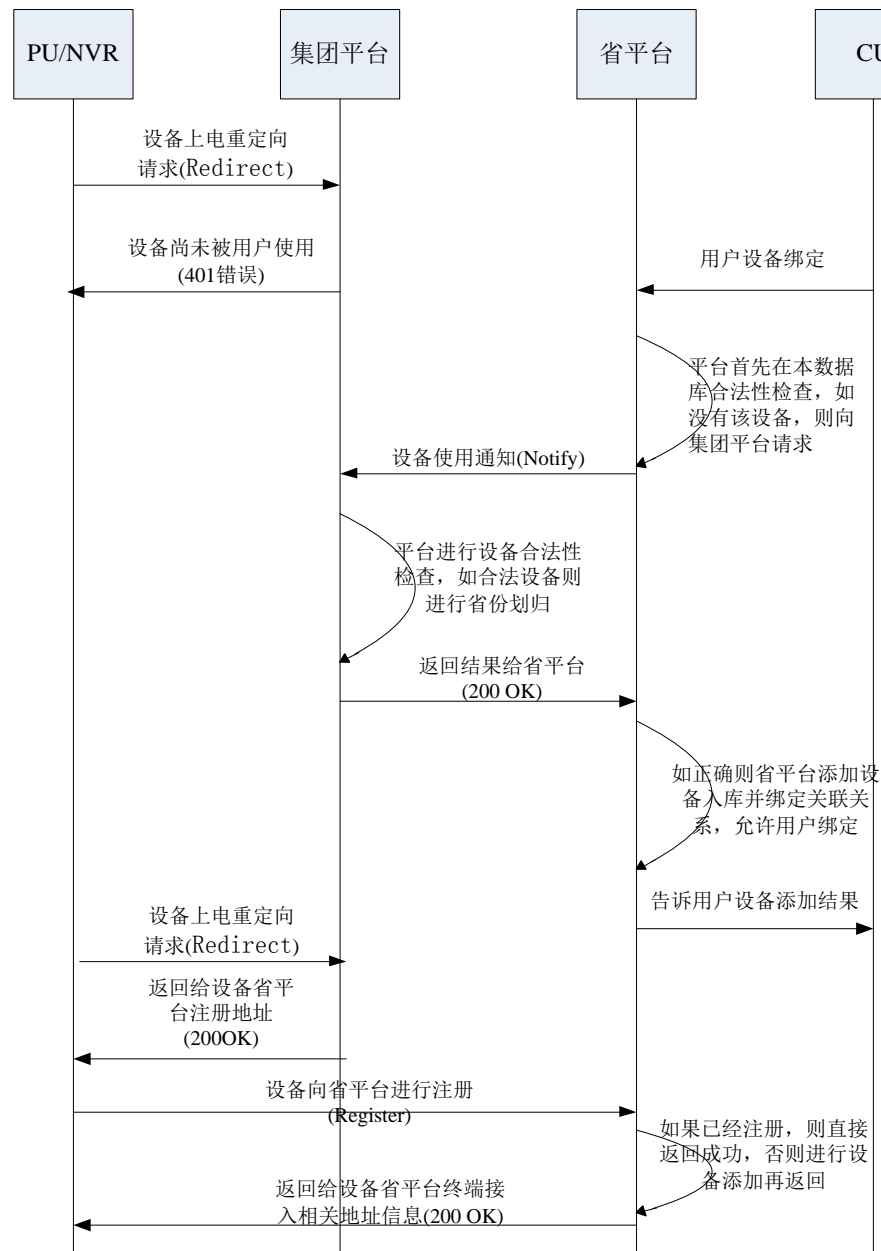 PU/NVR
集团平台
省平台
CU
设备上电重定向
请求(Redirect)
设备尚未被用户使用
(401错误)
用户设备绑定
平台首先在本数据
库合法性检查，如
没有该设备，则向
集团平台请求
设备使用通知(Notify)
平台进行设备合法性
检查，如合法设备则
进行省份划归
返回结果给省平台
(200 OK)
如正确则省平台添加设
备入库并绑定关联关
系，允许用户绑定
告诉用户设备添加结果
设备上电重定向
请求(Redirect)
返回给设备省平
台注册地址
(200OK)
设备向省平台进行注册
(Register)
如果已经注册，则直接
返回成功，否则进行设
备添加再返回
返回给设备省平台终端接
入相关地址信息(200 OK)